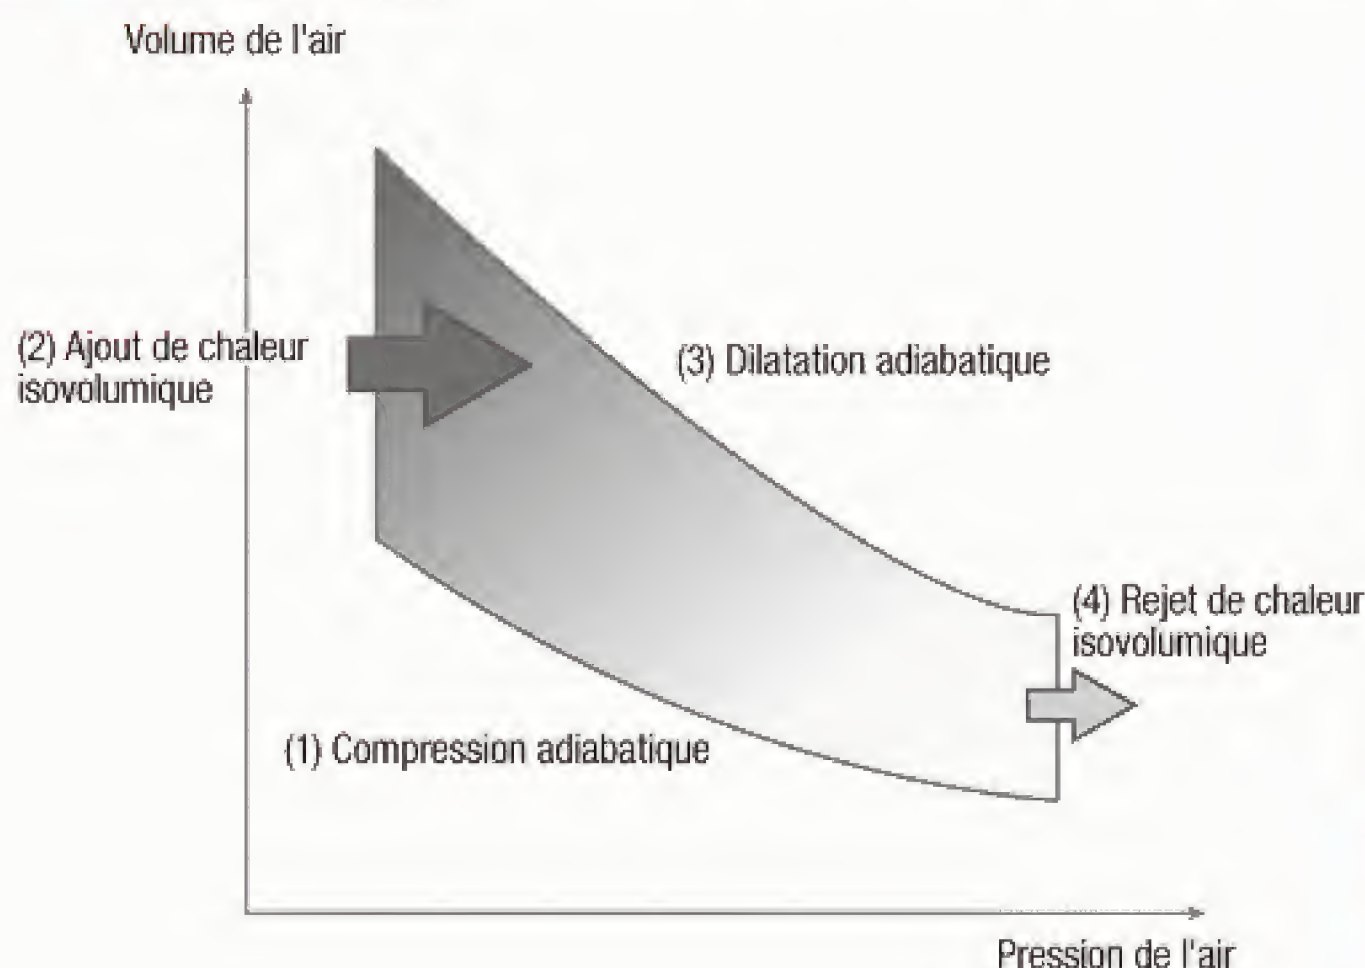 Volume de l'air
(2) Ajout de chaleur
isovolumique
(3) Dilatation adiabatique
(4) Rejet de chaleur
isovolumique
(1) Compression adiabatique
Pression de l'air